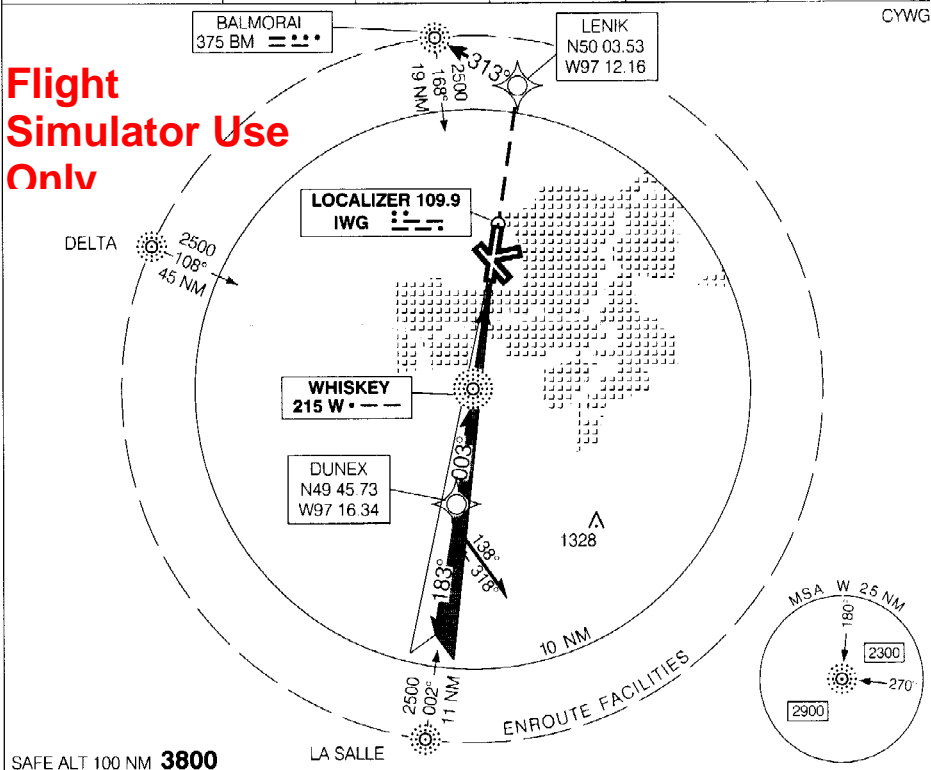 CYWG
BALMORAL
375 BM
LENIK
N50 03.53
W97 12.16
313°
2500
168°
19 NM
Flight
Simulator Use
Only
LOCALIZER 109.9
IWG
DELTA
2500
108°
45 NM
WHISKEY
215 W
003°
DUNEX
N49 45.73
W97 16.34
1328
138°
318°
183°
10 NM
MSA W 25 NM
180°
2300
270°
2900
2500
002°
11 NM
ENROUTE FACILITIES
LA SALLE
SAFE ALT 100 NM 3800